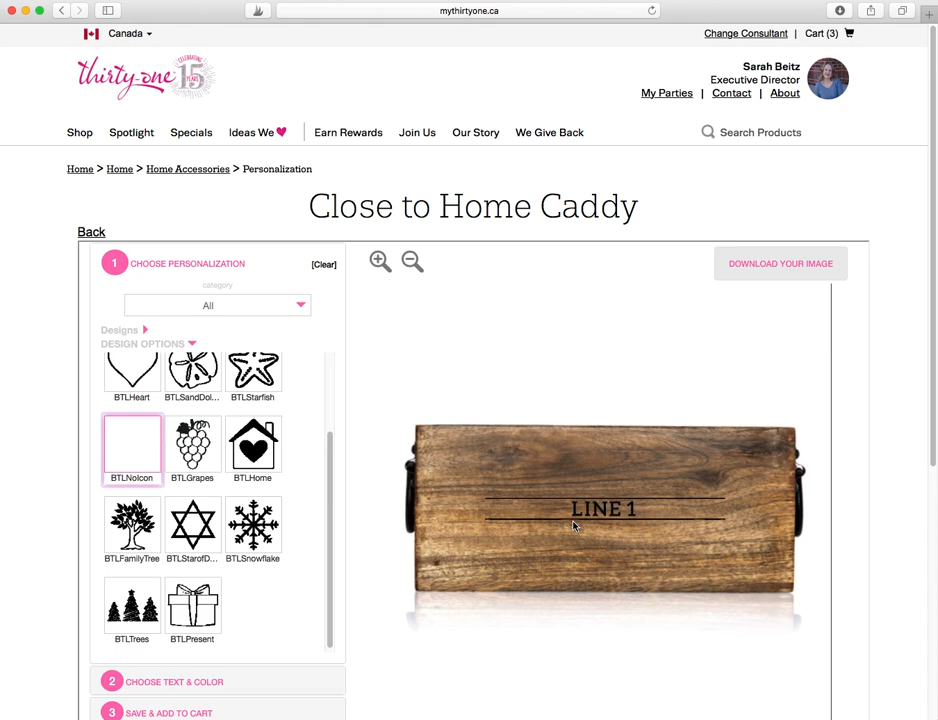 mythirtyone.ca
Canada
Change Consultant | Cart (3)
thirty-one
CELEBRATING
15
YEARS
Sarah Beitz
Executive Director
My Parties | Contact | About
Shop Spotlight Specials Ideas We Earn Rewards Join Us Our Story We Give Back Search Products
Home > Home > Home Accessories > Personalization
Close to Home Caddy
Back
1 CHOOSE PERSONALIZATION [Clear]
DOWNLOAD YOUR IMAGE
category
All
Designs
DESIGN OPTIONS
BTLHeart BTLSandDol... BTLStarfish
BTLNoIcon BTLGrapes BTLHome
LINE 1
BTLFamilyTree BTLStarofD... BTLSnowflake
BTLTrees BTLPresent
2 CHOOSE TEXT & COLOR
3 SAVE & ADD TO CART